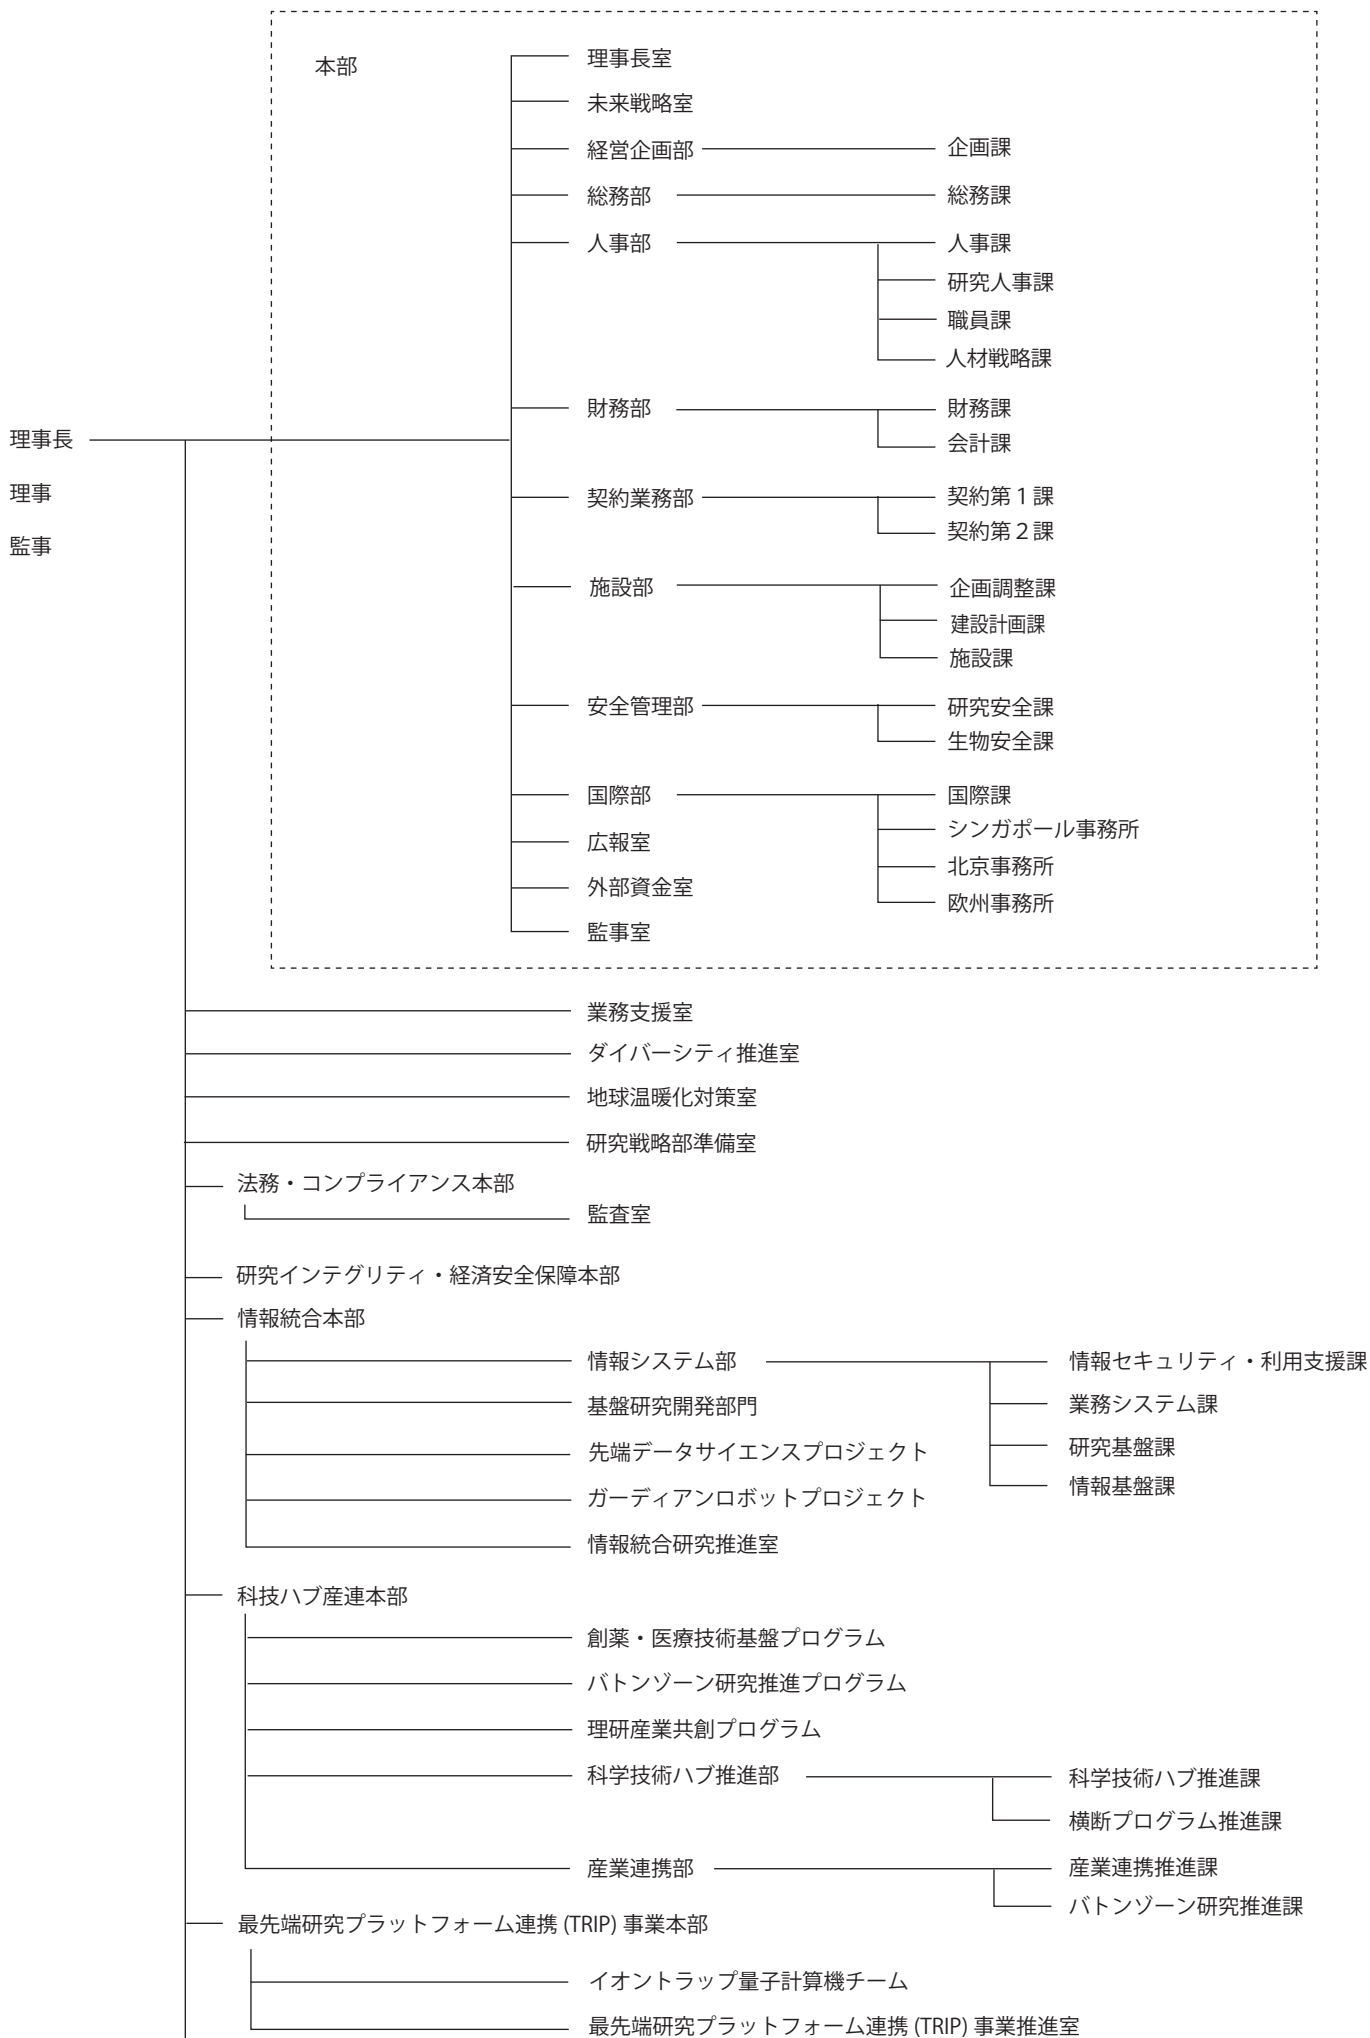 本部
理事長室
未来戦略室
経営企画部
企画課
総務部
総務課
人事部
人事課
研究人事課
職員課
人材戦略課
財務部
財務課
会計課
理事長
理事
監事
契約業務部
契約第1課
契約第2課
施設部
企画調整課
建設計画課
施設課
安全管理部
研究安全課
生物安全課
国際部
国際課
シンガポール事務所
北京事務所
欧州事務所
広報室
外部資金室
監事室
業務支援室
ダイバーシティ推進室
地球温暖化対策室
研究戦略部準備室
法務・コンプライアンス本部
監査室
研究インテグリティ・経済安全保障本部
情報統合本部
情報システム部
情報セキュリティ・利用支援課
業務システム課
研究基盤課
情報基盤課
基盤研究開発部門
先端データサイエンスプロジェクト
ガーディアンロボットプロジェクト
情報統合研究推進室
科技ハブ産連本部
創薬・医療技術基盤プログラム
バトンゾーン研究推進プログラム
理研産業共創プログラム
科学技術ハブ推進部
科学技術ハブ推進課
横断プログラム推進課
産業連携部
産業連携推進課
バトンゾーン研究推進課
最先端研究プラットフォーム連携 (TRIP) 事業本部
イオントラップ量子計算機チーム
最先端研究プラットフォーム連携 (TRIP) 事業推進室